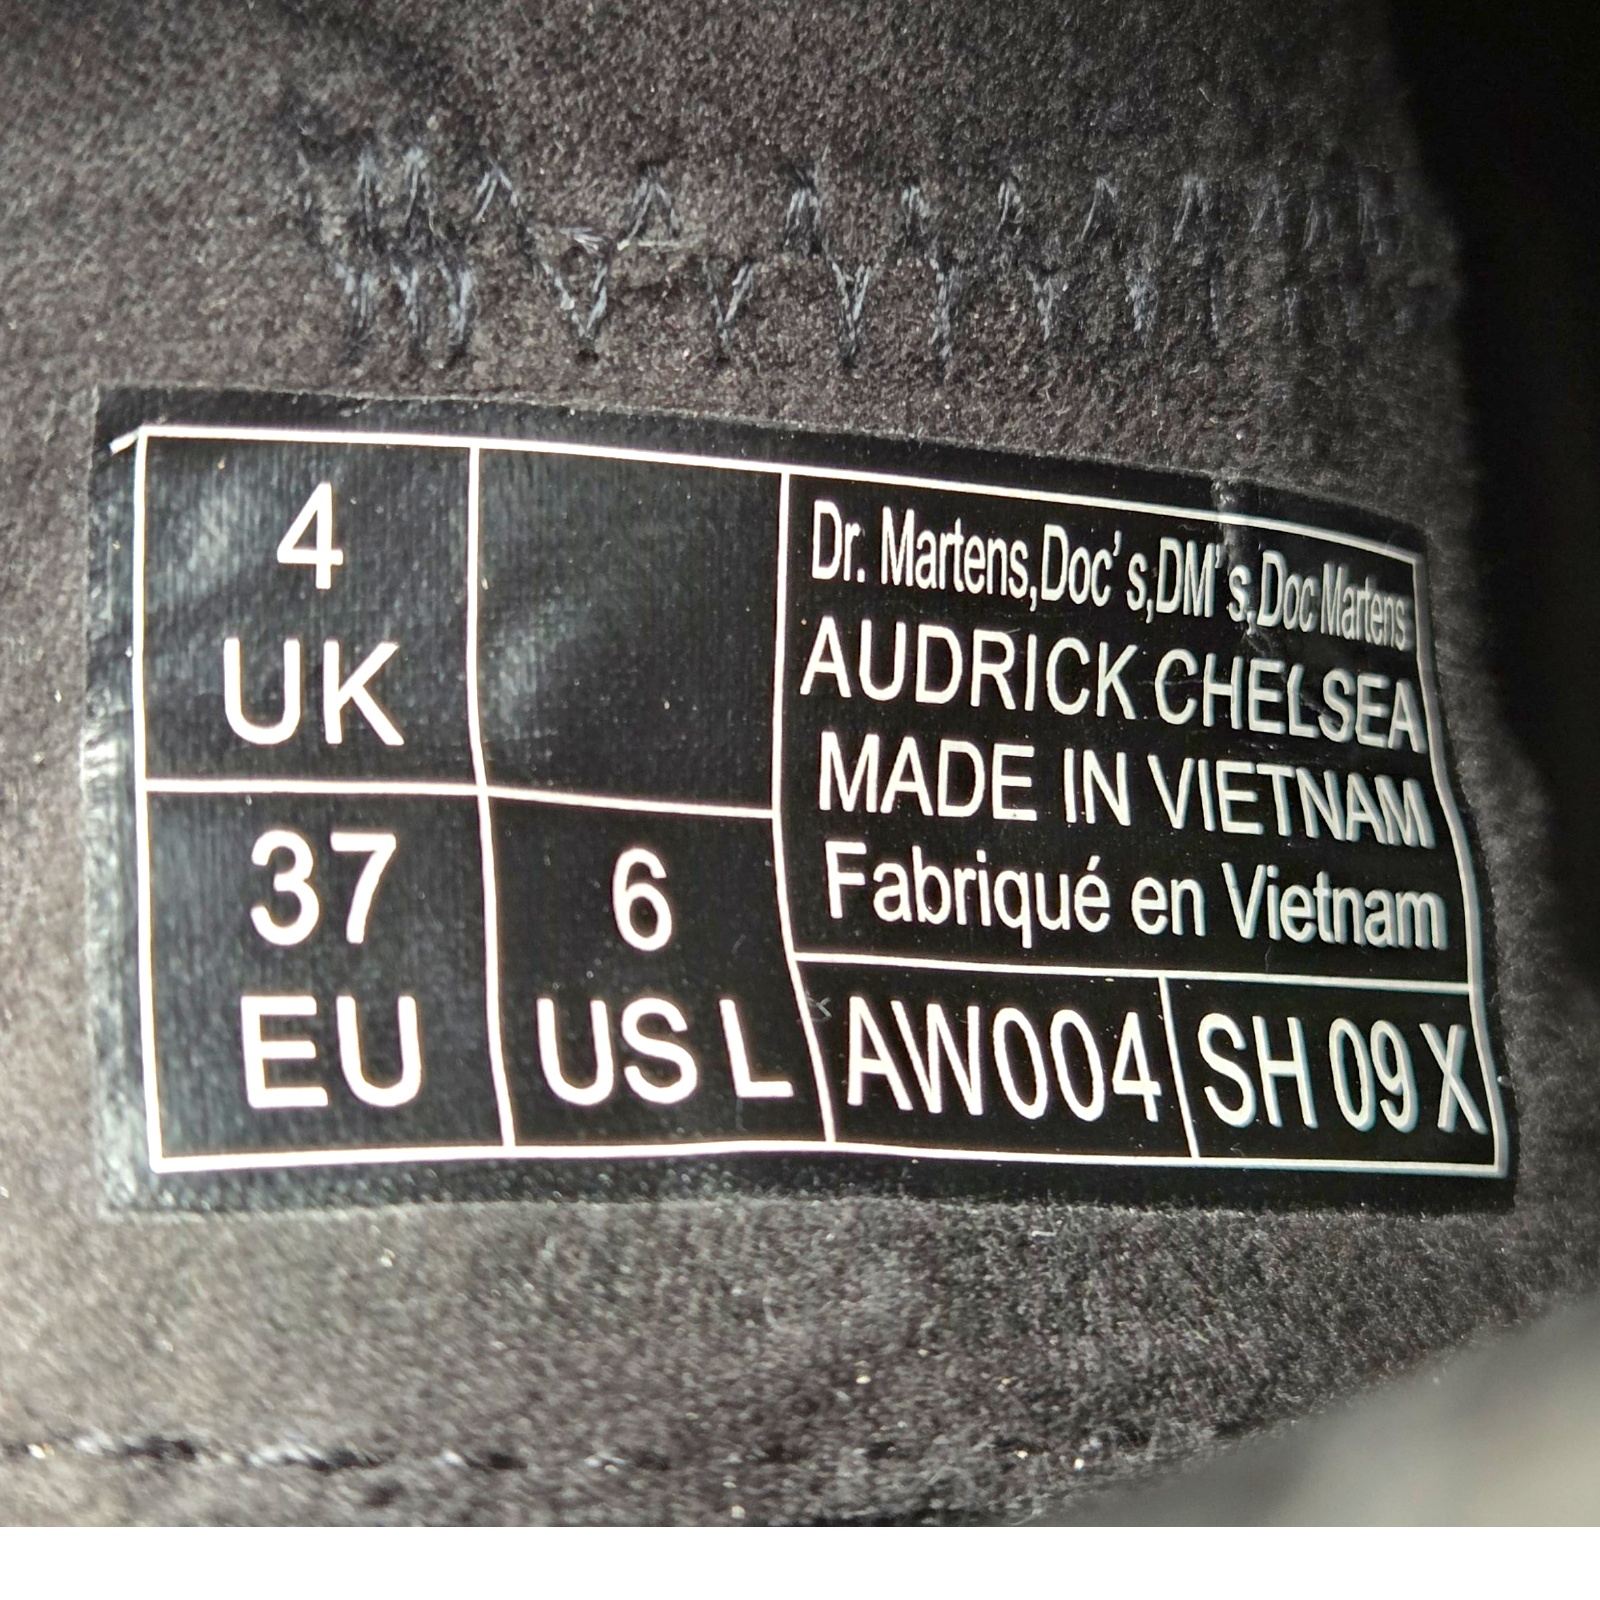 4
UK
37
EU
6
US L
Dr. Martens,Doc's,DM's,Doc Martens
AUDRICK CHELSEA
MADE IN VIETNAM
Fabriqué en Vietnam
AW004
SH 09 X